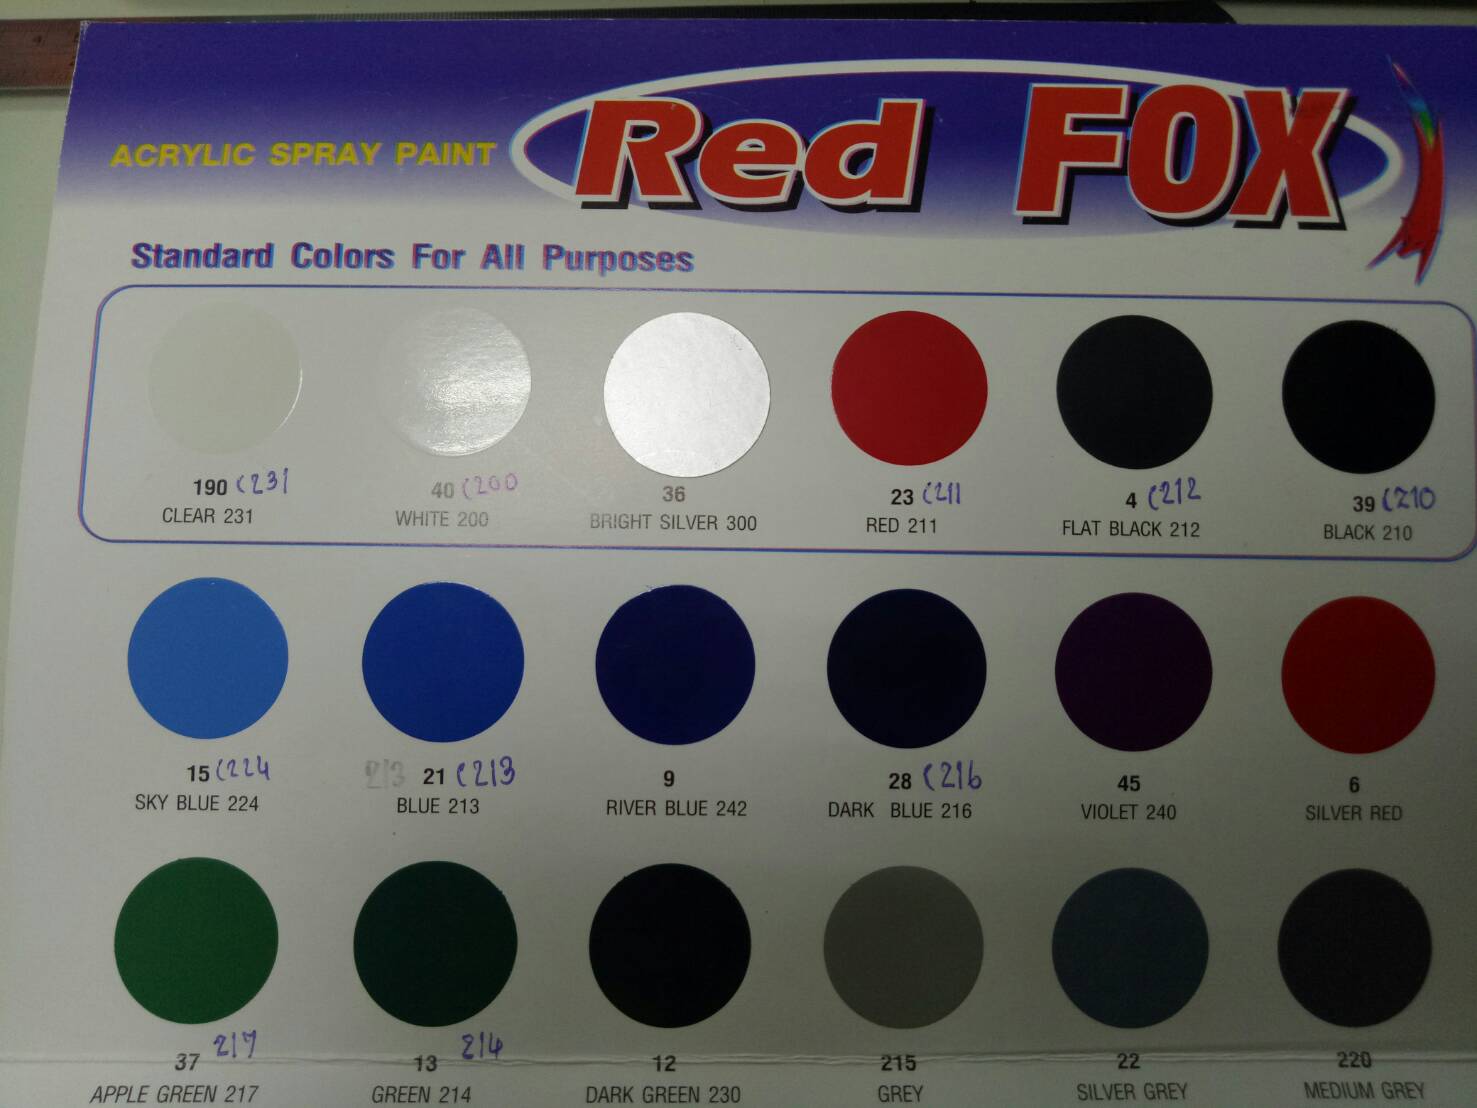 ACRYLIC SPRAY PAINT Red FOX
Standard Colors For All Purposes
190 (231 40 (200 36 23 (211 4 (212 39 (210
CLEAR 231 WHITE 200 BRIGHT SILVER 300 RED 211 FLAT BLACK 212 BLACK 210
15 (224 213 21 (213 9 28 (216 45 6
SKY BLUE 224 BLUE 213 RIVER BLUE 242 DARK BLUE 216 VIOLET 240 SILVER RED
37 217 13 214 12 215 22 220
APPLE GREEN 217 GREEN 214 DARK GREEN 230 GREY SILVER GREY MEDIUM GREY